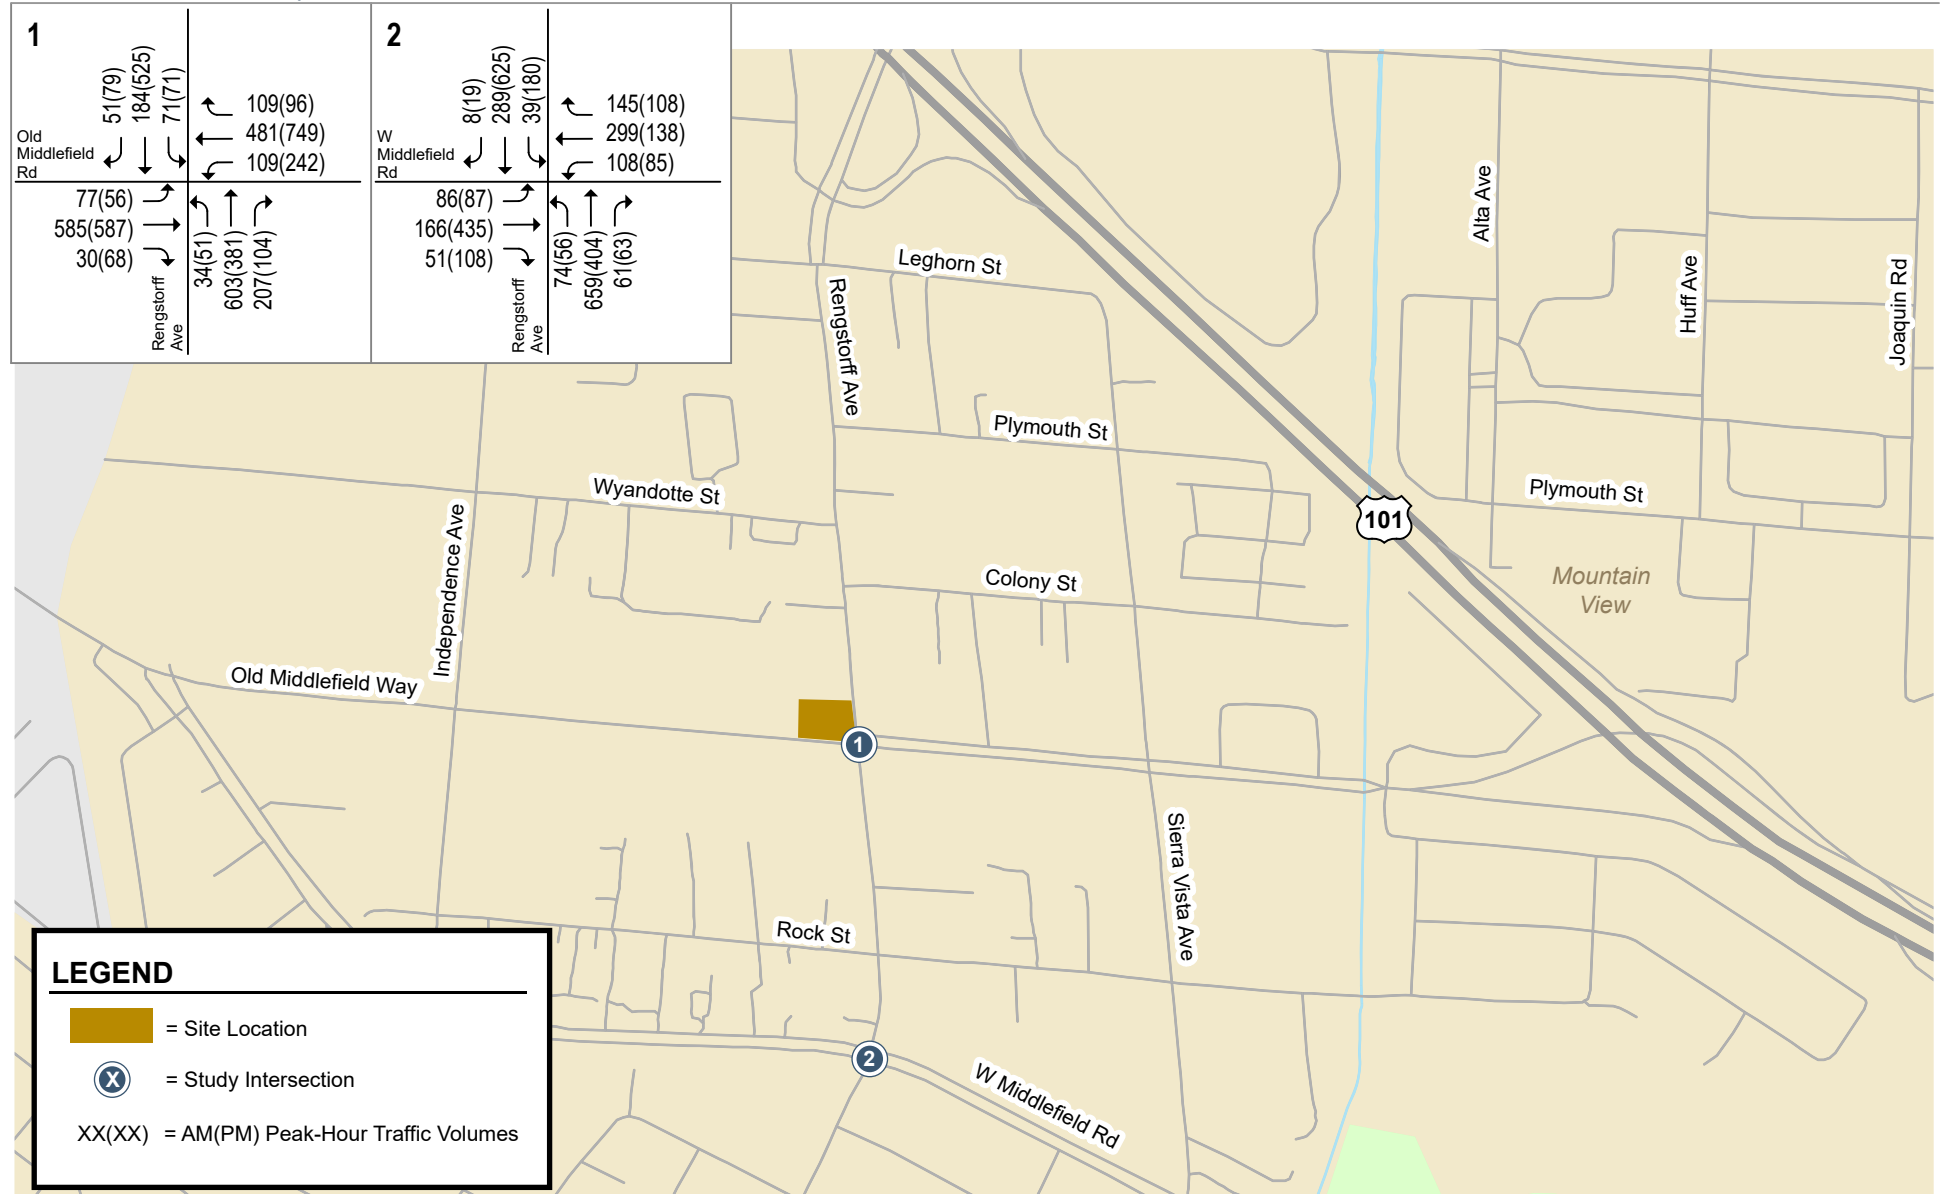 1
51(79)
184(525)
71(71)
109(96)
481(749)
109(242)
Old
Middlefield
Rd
77(56)
585(587)
30(68)
34(51)
603(381)
207(104)
Rengstorff
Ave
2
8(19)
289(625)
39(180)
145(108)
299(138)
108(85)
W
Middlefield
Rd
86(87)
166(435)
51(108)
74(56)
659(404)
61(63)
Rengstorff
Ave
Leghorn St
Rengstorff Ave
Alta Ave
Huff Ave
Joaquin Rd
Plymouth St
Wyandotte St
Plymouth St
101
Independence Ave
Colony St
Mountain
View
Old Middlefield Way
1
Sierra Vista Ave
Rock St
2
W Middlefield Rd
LEGEND
= Site Location
X = Study Intersection
XX(XX) = AM(PM) Peak-Hour Traffic Volumes